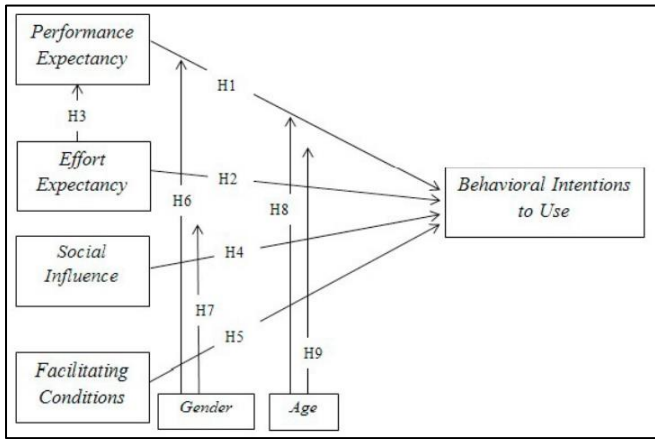 Performance
Expectancy
H1
H3
Effort
Expectancy
H2
Behavioral Intentions
to Use
H6
H8
Social
Influence
H4
H7
H5
H9
Facilitating
Conditions
Gender
Age